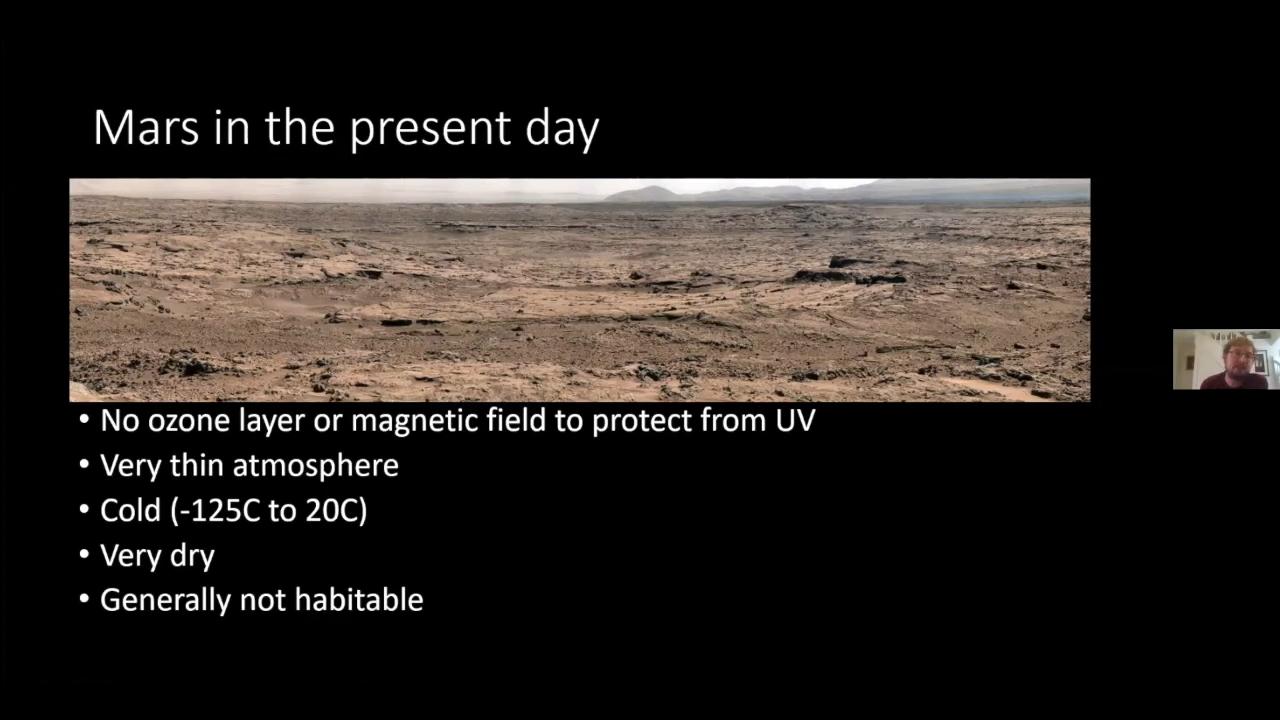 Mars in the present day
• No ozone layer or magnetic field to protect from UV
• Very thin atmosphere
• Cold (-125C to 20C)
• Very dry
• Generally not habitable